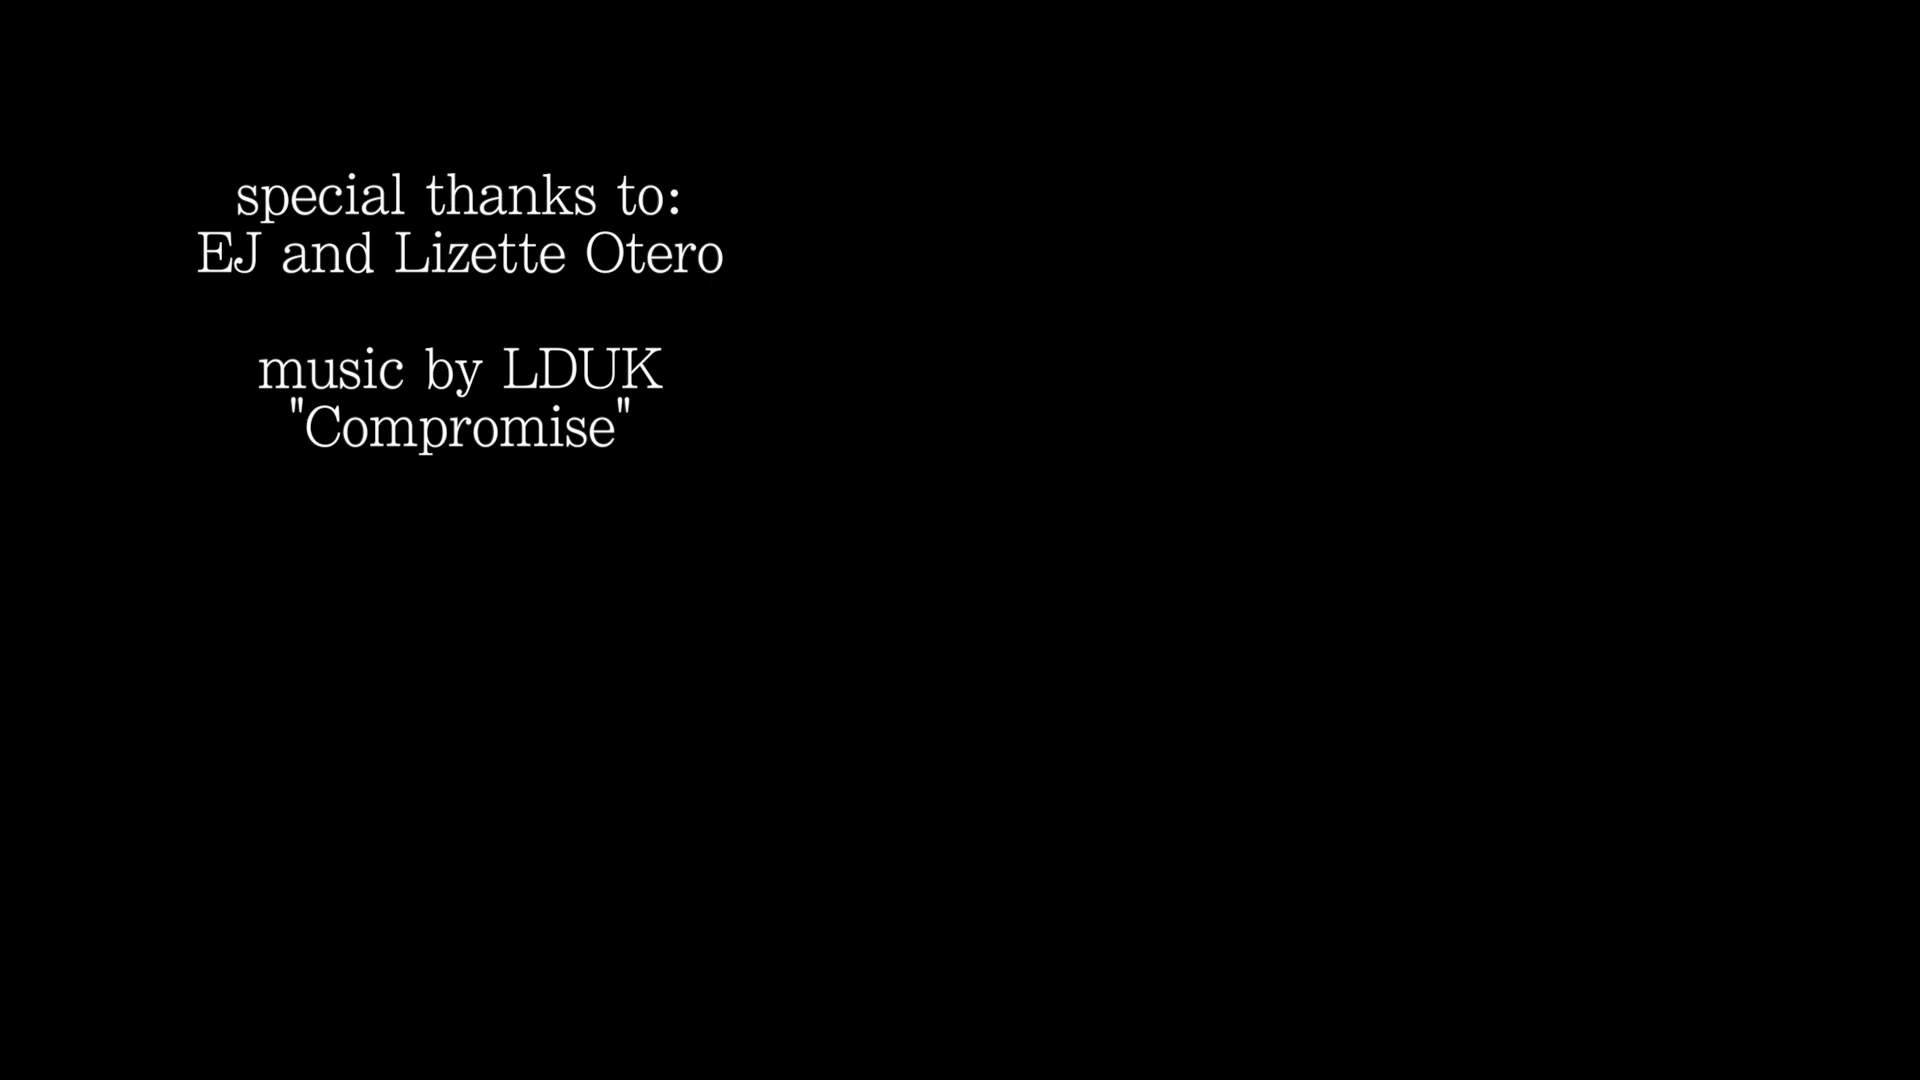 special thanks to:
EJ and Lizette Otero
music by LDUK
"Compromise"